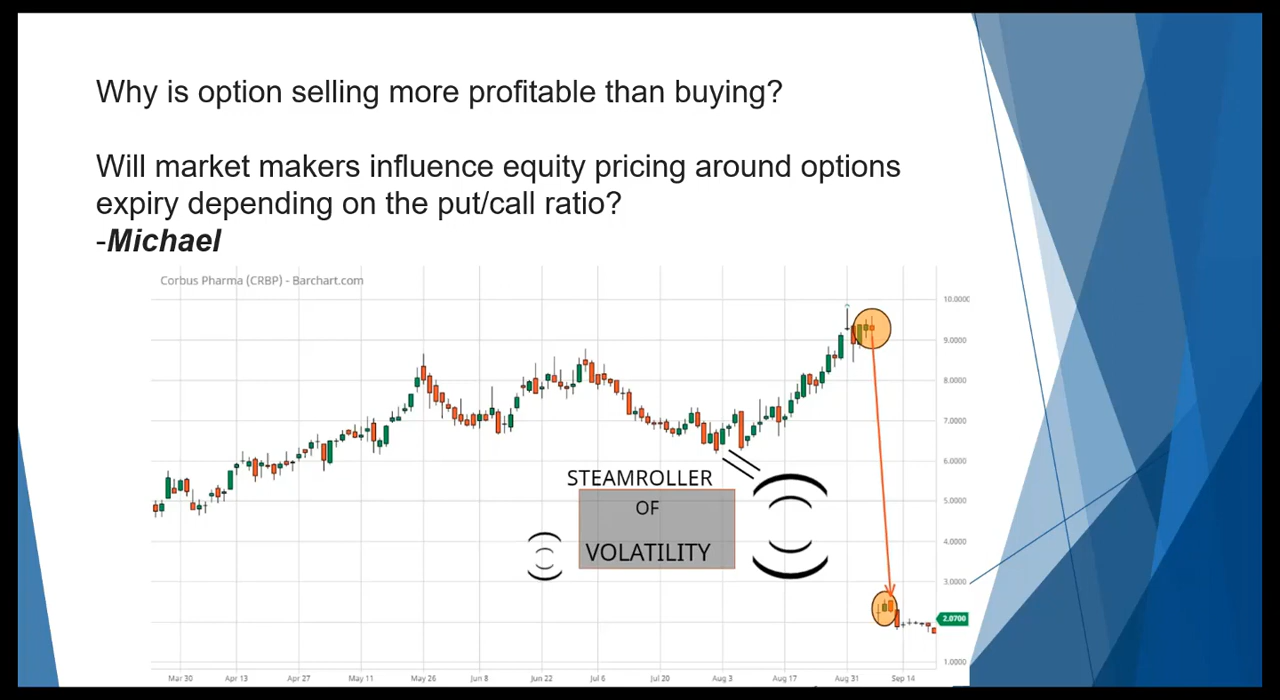 Why is option selling more profitable than buying?
Will market makers influence equity pricing around options
expiry depending on the put/call ratio?
-Michael
Corbus Pharma (CRBP) - Barchart.com
10.0000
9.0000
8.0000
7.0000
6.0000
5.0000
4.0000
3.0000
2.0700
1.0000
STEAMROLLER
OF
VOLATILITY
Mar 30 Apr 13 Apr 27 May 11 May 26 Jun 8 Jun 22 Jul 6 Jul 20 Aug 3 Aug 17 Aug 31 Sep 14